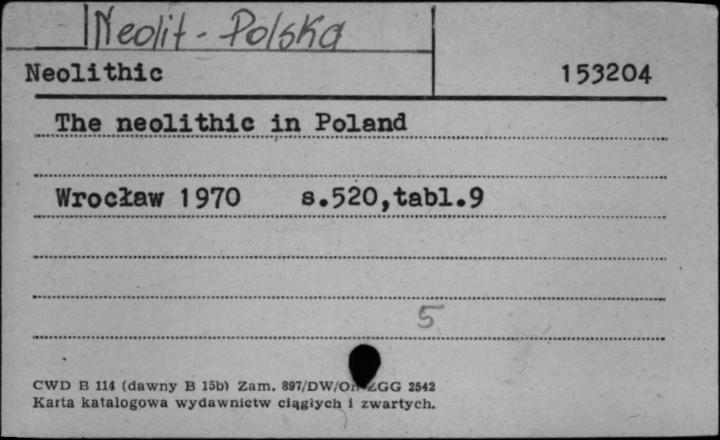 Neolit - Polska
Neolithic 153204
The neolithic in Poland
Wrocław 1970 s.520,tabl.9
5
CWD B 114 (dawny B 15b) Zam. 897/DW/On ZGG 2542
Karta katalogowa wydawnictw ciągłych i zwartych.